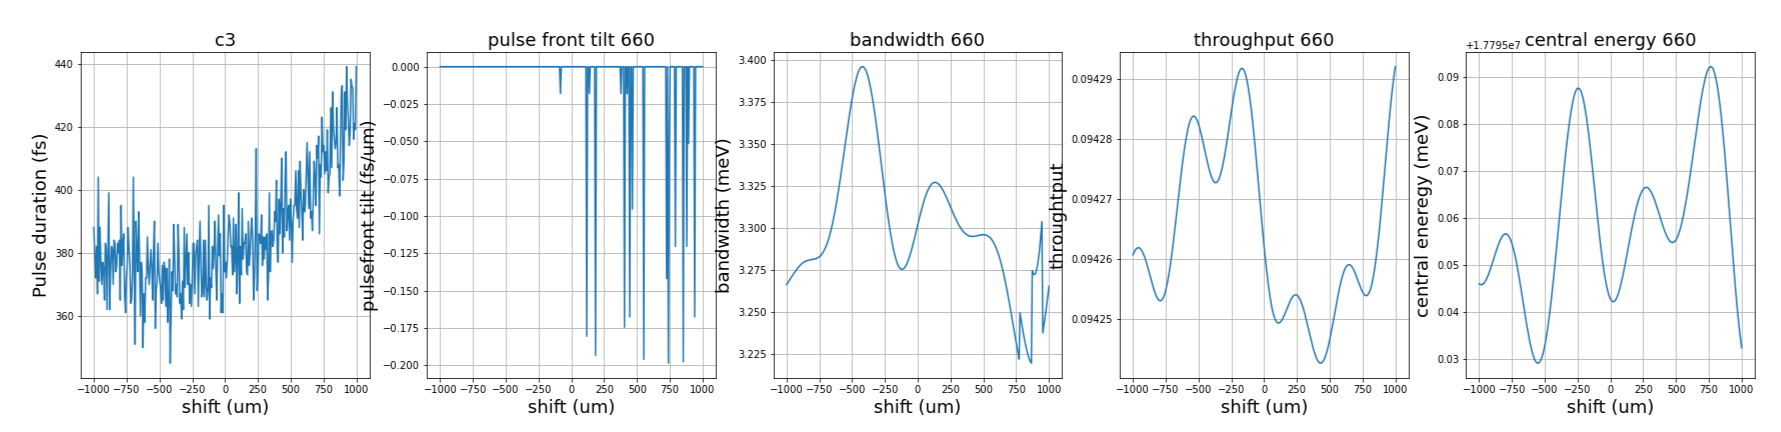 c3
Pulse duration (fs)
440
420
400
380
360
−1000 −750 −500 −250 0 250 500 750 1000
shift (um)
pulse front tilt 660
pulsefront tilt (fs/um)
0.000
−0.025
−0.050
−0.075
−0.100
−0.125
−0.150
−0.175
−0.200
−1000 −750 −500 −250 0 250 500 750 1000
shift (um)
bandwidth 660
bandwidth (meV)
3.400
3.375
3.350
3.325
3.300
3.275
3.250
3.225
−1000 −750 −500 −250 0 250 500 750 1000
shift (um)
throughput 660
throughtput
0.09429
0.09428
0.09427
0.09426
0.09425
−1000 −750 −500 −250 0 250 500 750 1000
shift (um)
+1.7795e7
central energy 660
central eneregy (meV)
0.09
0.08
0.07
0.06
0.05
0.04
0.03
−1000 −750 −500 −250 0 250 500 750 1000
shift (um)